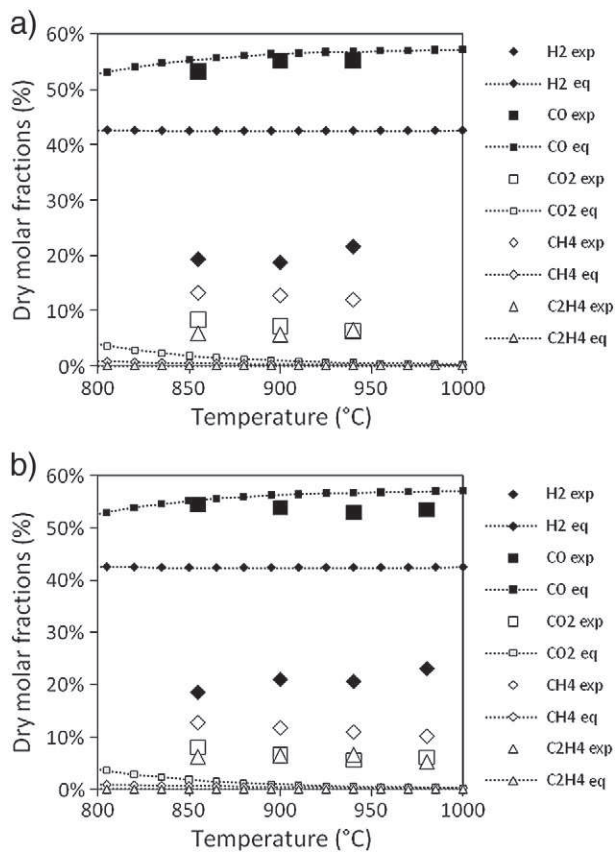 a)
60%
50%
40%
30%
20%
10%
0%
Dry molar fractions (%)
800 850 900 950 1000
Temperature (°C)
H2 exp
H2 eq
CO exp
CO eq
CO2 exp
CO2 eq
CH4 exp
CH4 eq
C2H4 exp
C2H4 eq
b)
60%
50%
40%
30%
20%
10%
0%
Dry molar fractions (%)
800 850 900 950 1000
Temperature (°C)
H2 exp
H2 eq
CO exp
CO eq
CO2 exp
CO2 eq
CH4 exp
CH4 eq
C2H4 exp
C2H4 eq